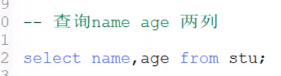 -- 查询name age 两列
select name,age from stu;